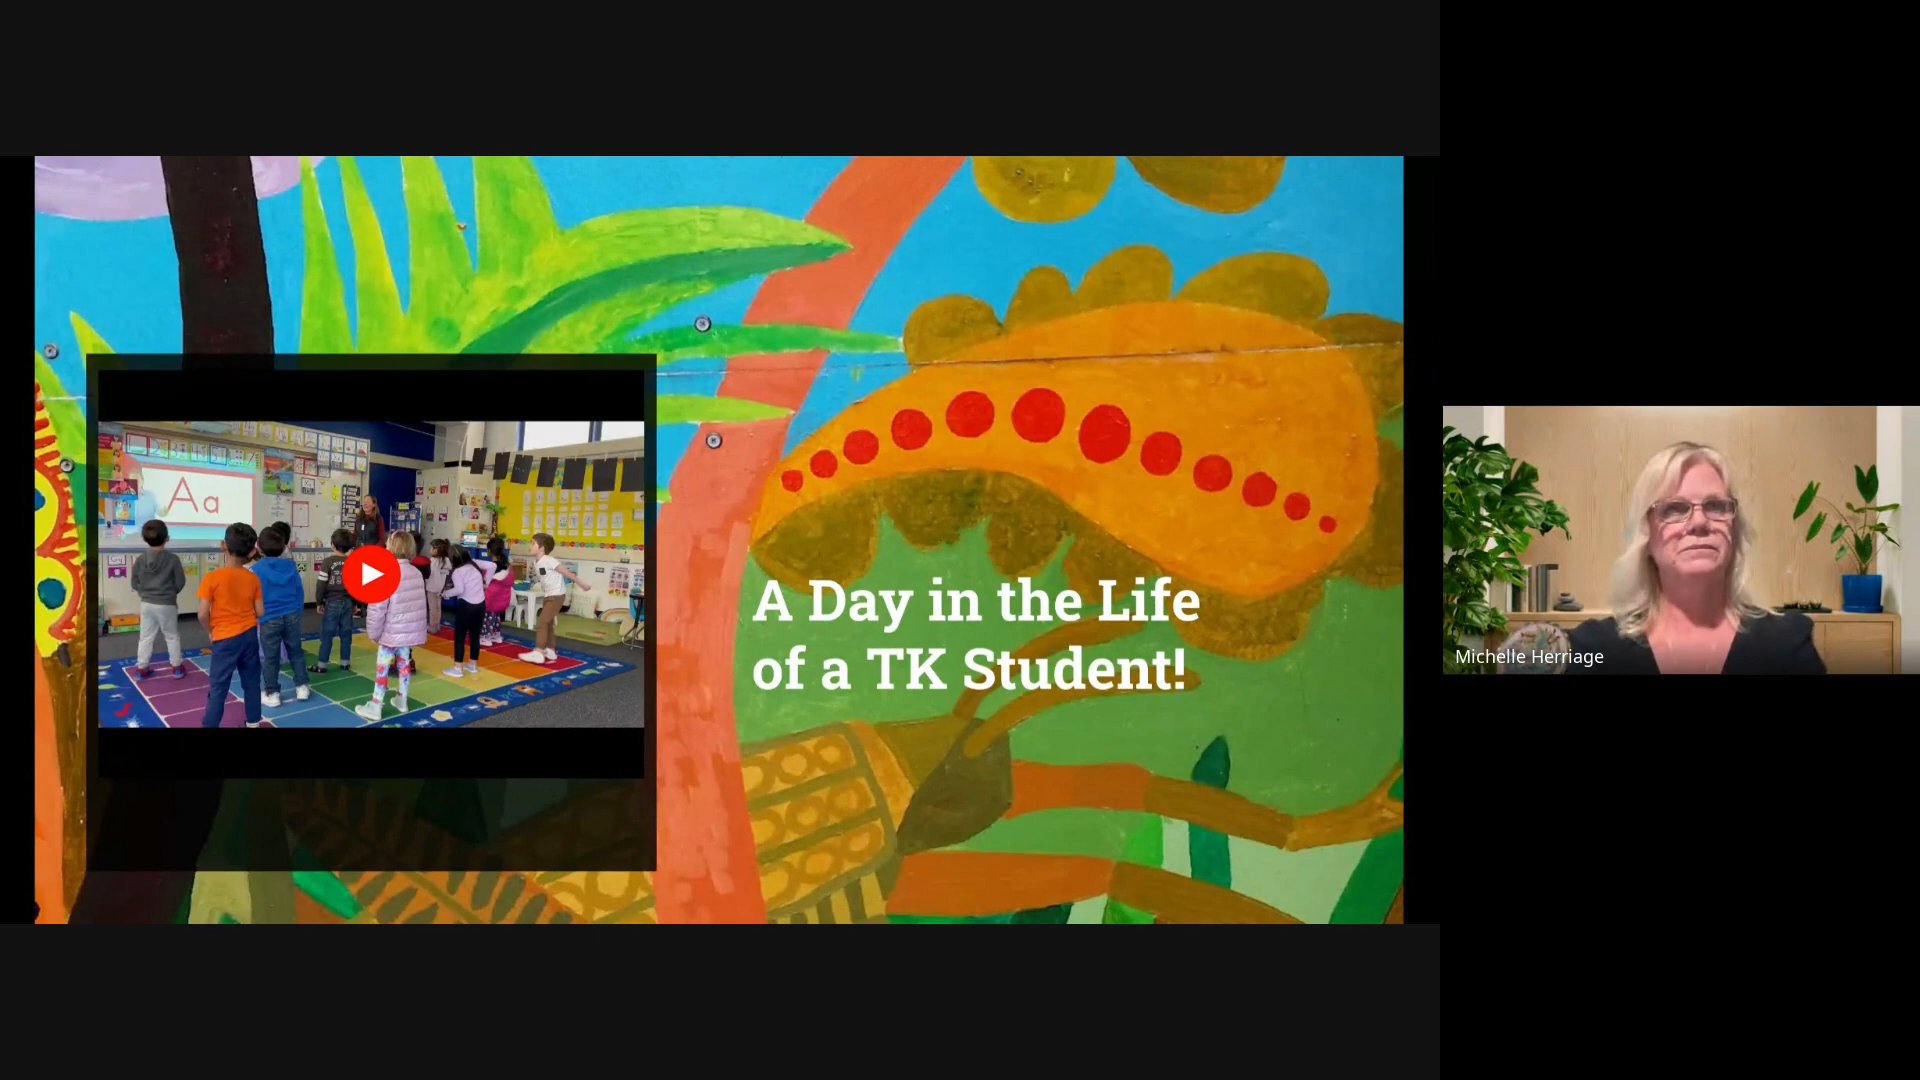 Aa
A Day in the Life
of a TK Student!
Michelle Herriage